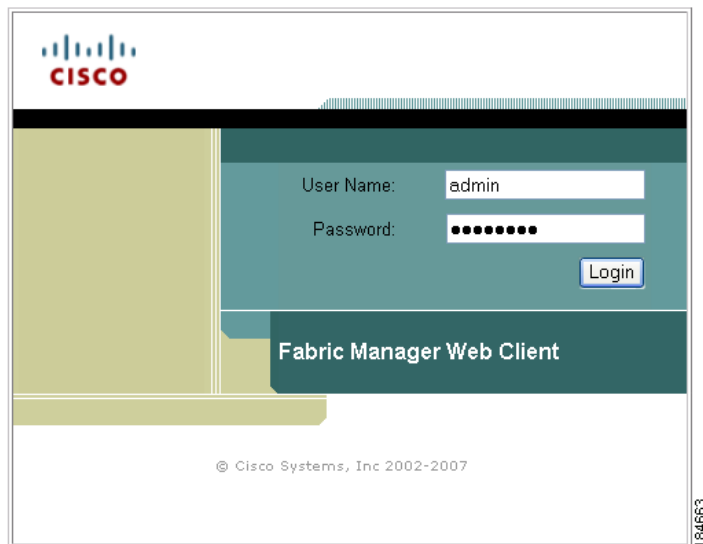 CISCO
User Name: admin
Password: ••••••••
Login
Fabric Manager Web Client
© Cisco Systems, Inc 2002-2007
184663